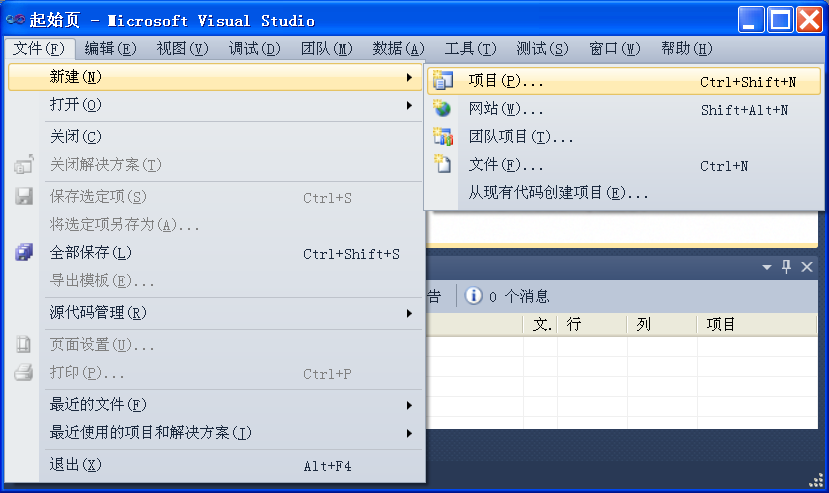 起始页 - Microsoft Visual Studio
文件(F) 编辑(E) 视图(V) 调试(D) 团队(M) 数据(A) 工具(T) 测试(S) 窗口(W) 帮助(H)
新建(N)
打开(O)
关闭(C)
关闭解决方案(T)
保存选定项(S) Ctrl+S
将选定项另存为(A)...
全部保存(L) Ctrl+Shift+S
导出模板(E)...
源代码管理(R)
页面设置(U)...
打印(P)... Ctrl+P
最近的文件(F)
最近使用的项目和解决方案(J)
退出(X) Alt+F4
项目(P)... Ctrl+Shift+N
网站(W)... Shift+Alt+N
团队项目(T)...
文件(F)... Ctrl+N
从现有代码创建项目(E)...
告 0 个消息
文. 行 列 项目